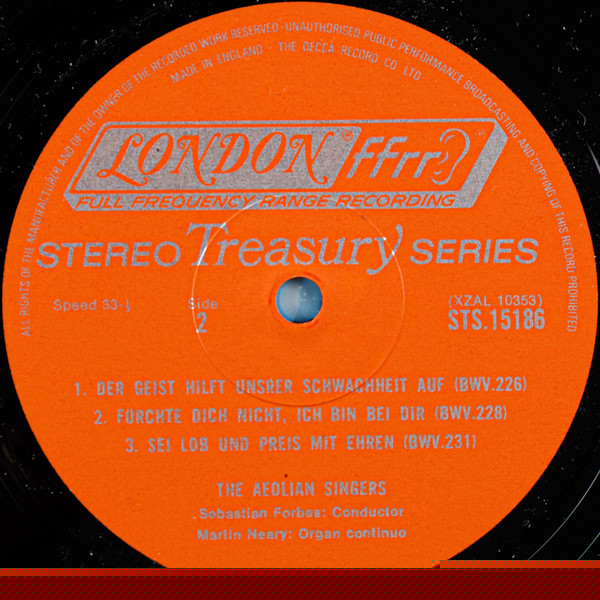 ALL RIGHTS OF THE MANUFACTURER AND OF THE OWNER OF THE RECORDED WORK RESERVED · UNAUTHORISED PUBLIC PERFORMANCE BROADCASTING AND COPYING OF THIS RECORD PROHIBITED
MADE IN ENGLAND · THE DECCA RECORD CO LTD
LONDON ® ffrr
FULL FREQUENCY RANGE RECORDING
STEREO Treasury SERIES
Speed 33-⅓ Side (XZAL 10353)
2 STS.15186
1. DER GEIST HILFT UNSRER SCHWACHHEIT AUF (BWV.226)
2. FURCHTE DICH NICHT, ICH BIN BEI DIR (BWV.228)
3. SEI LOB UND PREIS MIT EHREN (BWV.231)
THE AEOLIAN SINGERS
Sebastian Forbes: Conductor
Martin Neary: Organ continuo